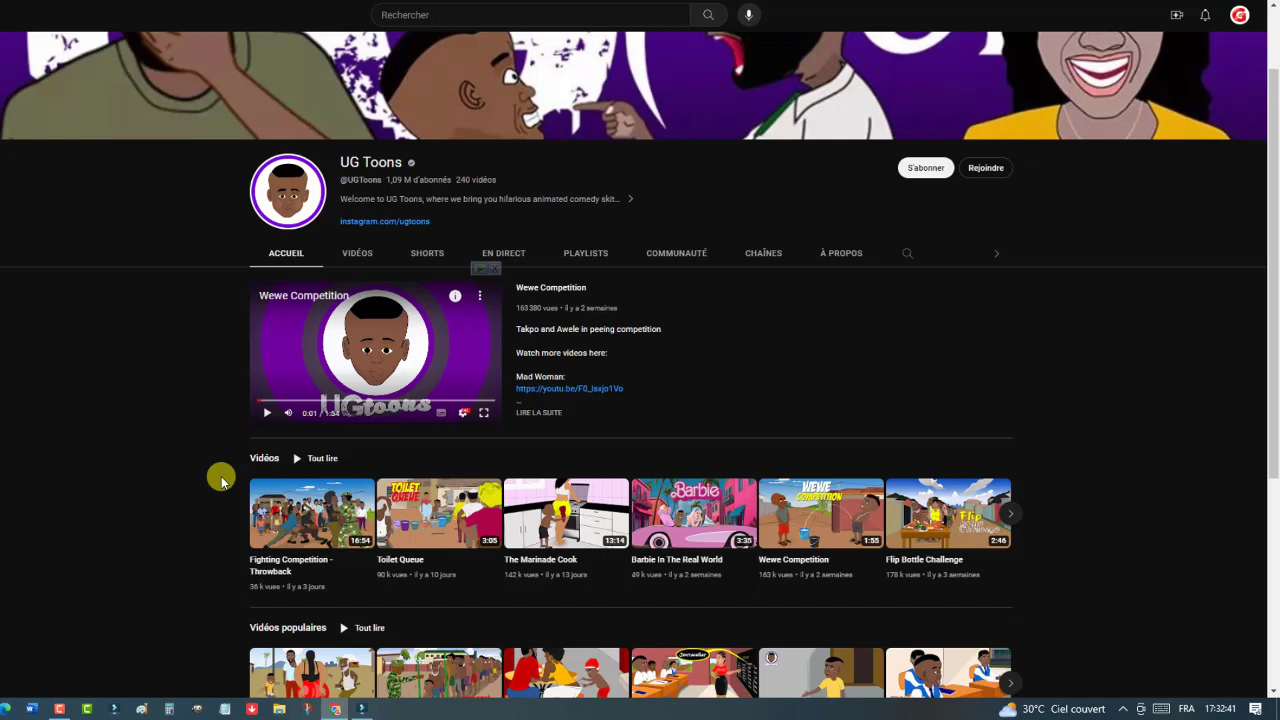 Rechercher
UG Toons
@UGToons 1,09 M d'abonnés 240 vidéos
Welcome to UG Toons, where we bring you hilarious animated comedy skit...
instagram.com/ugtoons
S'abonner
Rejoindre
ACCUEIL VIDÉOS SHORTS EN DIRECT PLAYLISTS COMMUNAUTÉ CHAÎNES À PROPOS
Wewe Competition
UGtoons
0:01 / 1:54
Wewe Competition
163 380 vues • il y a 2 semaines
Takpo and Awele in peeing competition
Watch more videos here:
Mad Woman:
https://youtu.be/F0_lsxjo1Vo
...
LIRE LA SUITE
Vidéos Tout lire
16:54
TOILET
QUEUE
3:05
13:14
Barbie
3:35
WEWE
COMPETITION
1:55
Flip
2:46
Fighting Competition -
Throwback
36 k vues • il y a 3 jours
Toilet Queue
90 k vues • il y a 10 jours
The Marinade Cook
142 k vues • il y a 13 jours
Barbie In The Real World
49 k vues • il y a 2 semaines
Wewe Competition
163 k vues • il y a 2 semaines
Flip Bottle Challenge
178 k vues • il y a 3 semaines
Vidéos populaires Tout lire
30°C Ciel couvert FRA 17:32:41